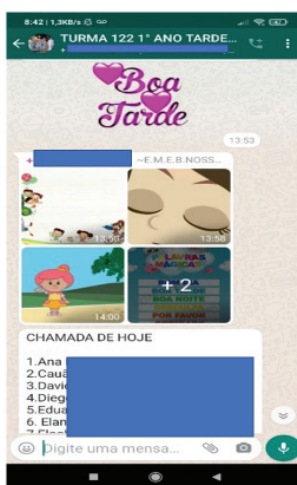 8:42 | 1,3KB/s
TURMA 122 1° ANO TARDE...
Boa
Tarde
13:53
~E.M.E.B.NOSS...
13:50
13:58
14:00
PALAVRAS
MÁGICAS
BOA NOITE
POR FAVOR
+ 2
CHAMADA DE HOJE
1.Ana
2.Cauã
3.David
4.Dieg
5.Edua
6. Elan
Digite uma mensa...